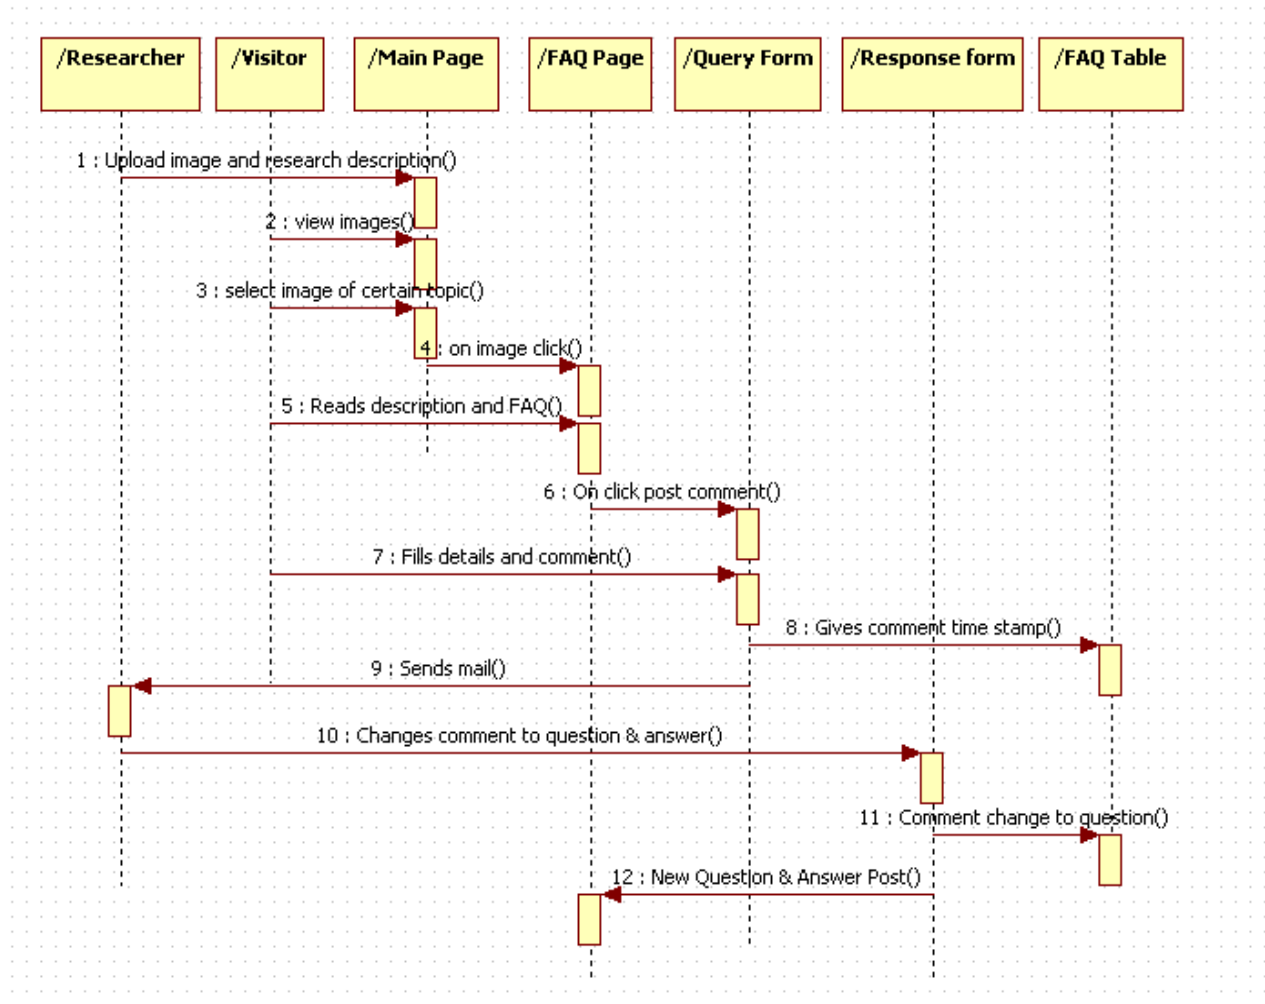 /Researcher
/Visitor
/Main Page
/FAQ Page
/Query Form
/Response form
/FAQ Table
1 : Upload image and research description()
2 : view images()
3 : select image of certain topic()
4 : on image click()
5 : Reads description and FAQ()
6 : On click post comment()
7 : Fills details and comment()
8 : Gives comment time stamp()
9 : Sends mail()
10 : Changes comment to question & answer()
11 : Comment change to question()
12 : New Question & Answer Post()